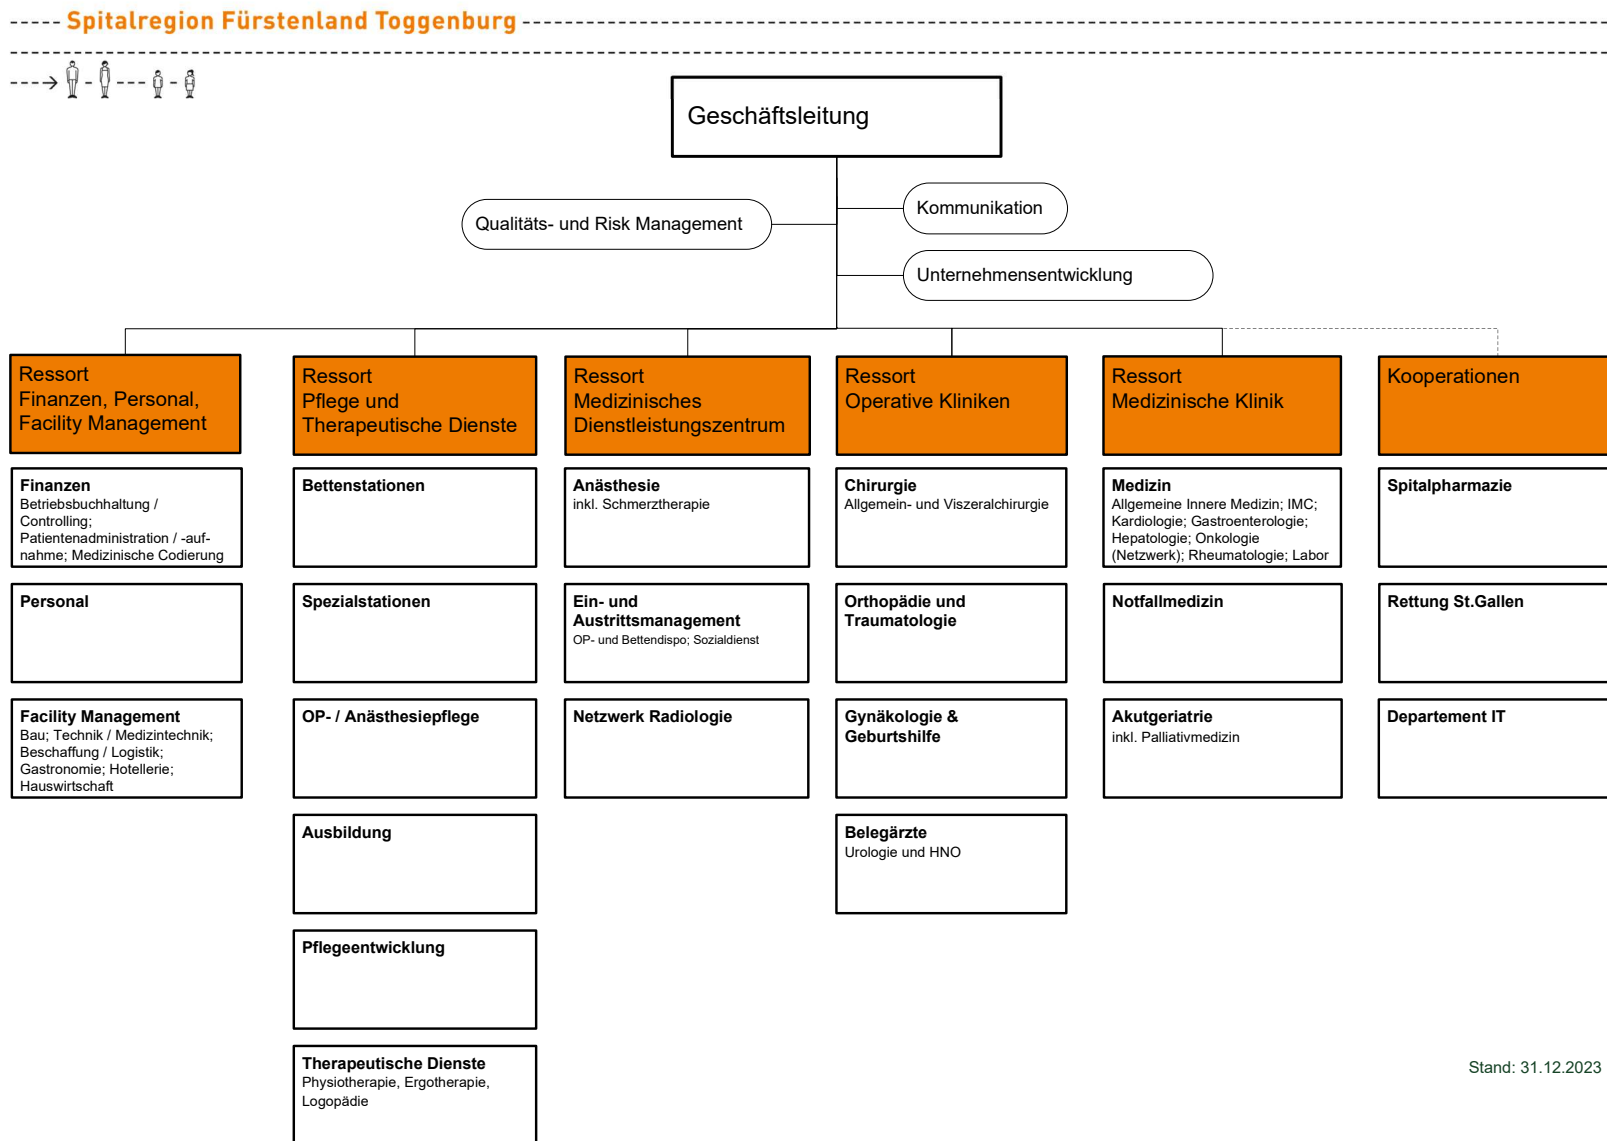 Spitalregion Fürstenland Toggenburg
Geschäftsleitung
Kommunikation
Qualitäts- und Risk Management
Unternehmensentwicklung
Ressort
Finanzen, Personal,
Facility Management
Ressort
Pflege und
Therapeutische Dienste
Ressort
Medizinisches
Dienstleistungszentrum
Ressort
Operative Kliniken
Ressort
Medizinische Klinik
Kooperationen
Finanzen
Betriebsbuchhaltung /
Controlling;
Patientenadministration / -auf-
nahme; Medizinische Codierung
Personal
Facility Management
Bau; Technik / Medizintechnik;
Beschaffung / Logistik;
Gastronomie; Hotellerie;
Hauswirtschaft
Bettenstationen
Spezialstationen
OP- / Anästhesiepflege
Ausbildung
Pflegeentwicklung
Therapeutische Dienste
Physiotherapie, Ergotherapie,
Logopädie
Anästhesie
inkl. Schmerztherapie
Ein- und
Austrittsmanagement
OP- und Bettendispo; Sozialdienst
Netzwerk Radiologie
Chirurgie
Allgemein- und Viszeralchirurgie
Orthopädie und
Traumatologie
Gynäkologie &
Geburtshilfe
Belegärzte
Urologie und HNO
Medizin
Allgemeine Innere Medizin; IMC;
Kardiologie; Gastroenterologie;
Hepatologie; Onkologie
(Netzwerk); Rheumatologie; Labor
Notfallmedizin
Akutgeriatrie
inkl. Palliativmedizin
Spitalpharmazie
Rettung St.Gallen
Departement IT
Stand: 31.12.2023